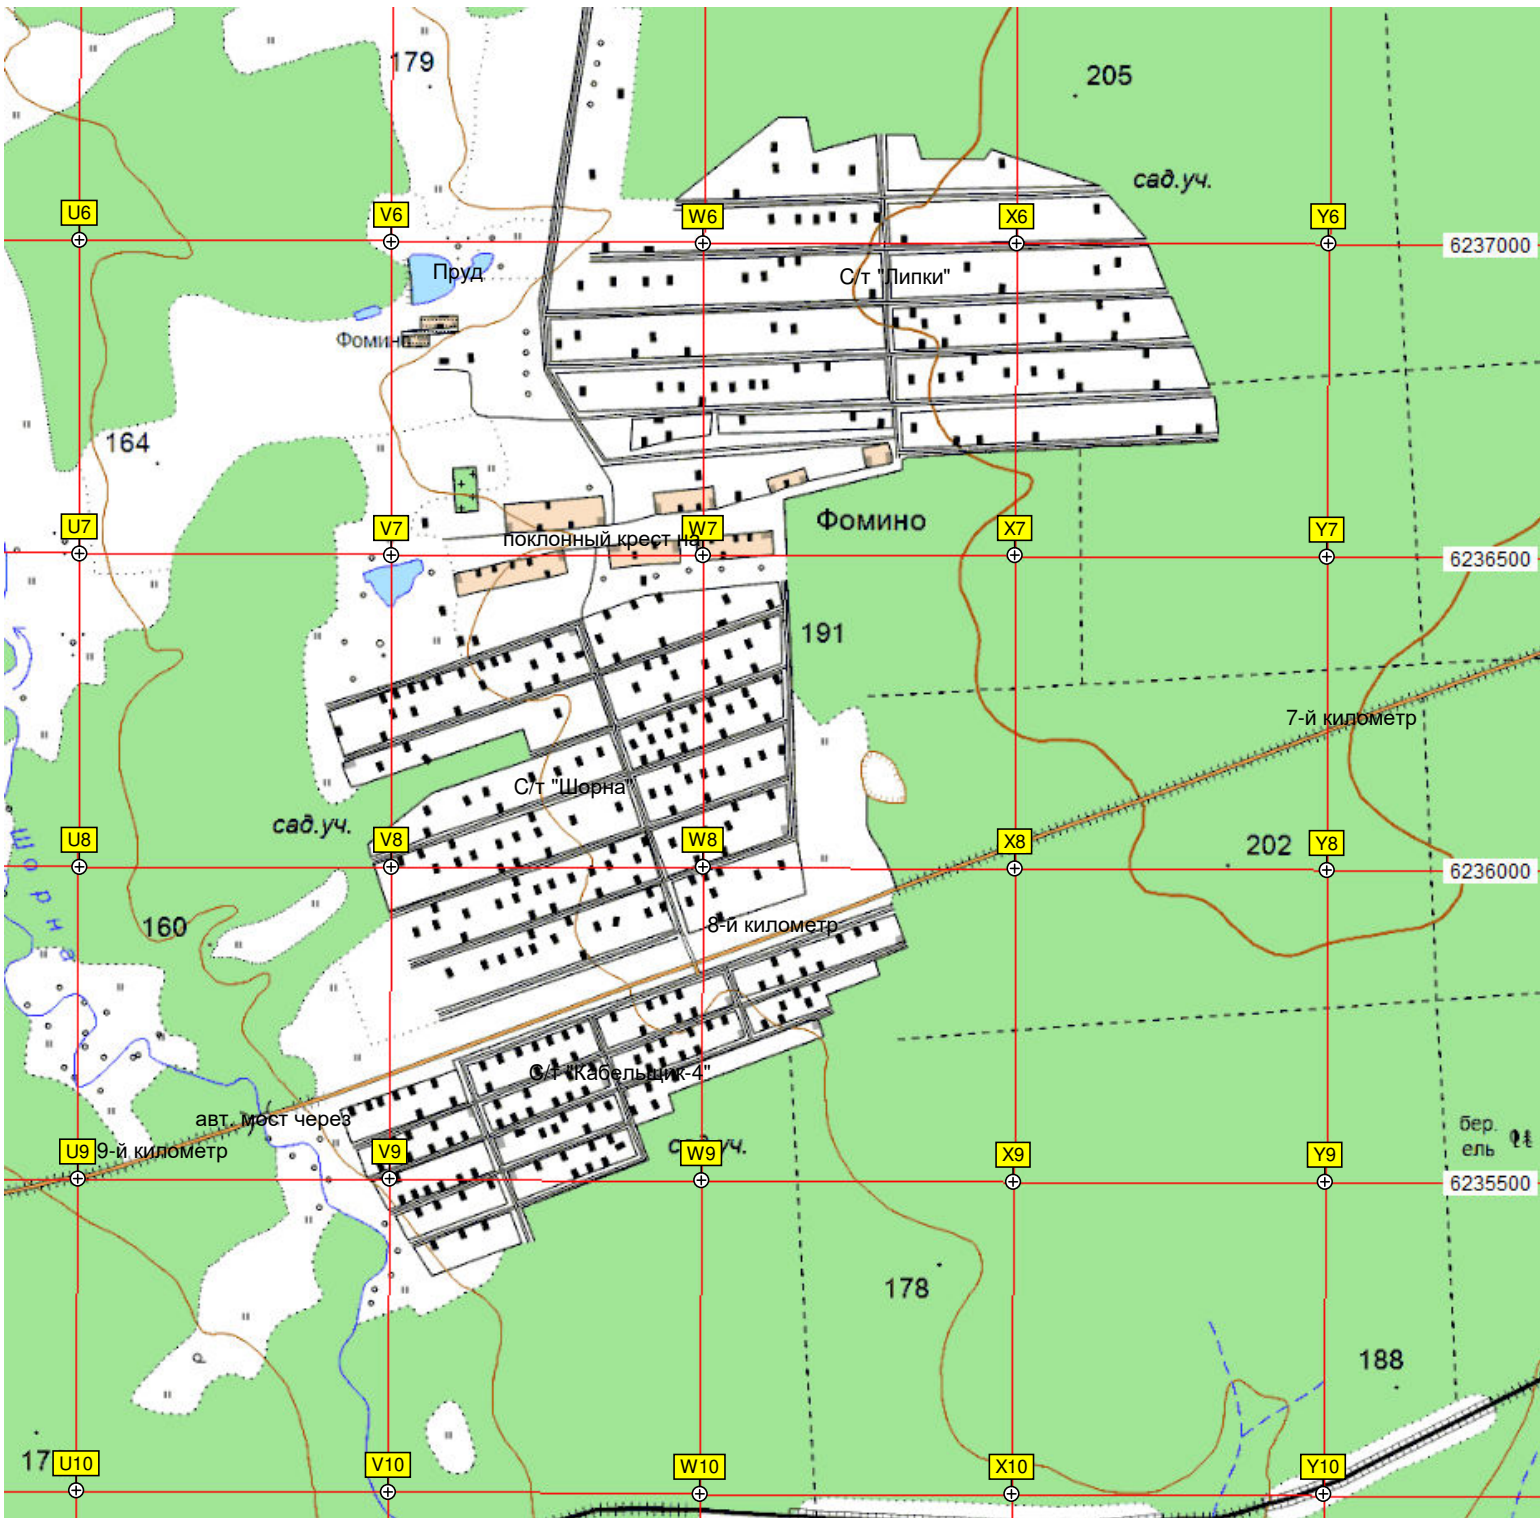 179
205
сад.уч.
U6
V6
W6
X6
Y6
6237000
Пруд
С/т "Липки"
Фомино
164
Фомино
U7
V7
поклонный крест на
W7
X7
Y7
6236500
191
7-й километр
С/т "Шорна"
сад.уч.
U8
V8
W8
X8
202
Y8
6236000
Шорна
160
8-й километр
С/т "Кабельщик-4"
авт. мост через
бер.
ель
U9
9-й километр
V9
сад.уч.
W9
X9
Y9
6235500
178
188
17
U10
V10
W10
X10
Y10